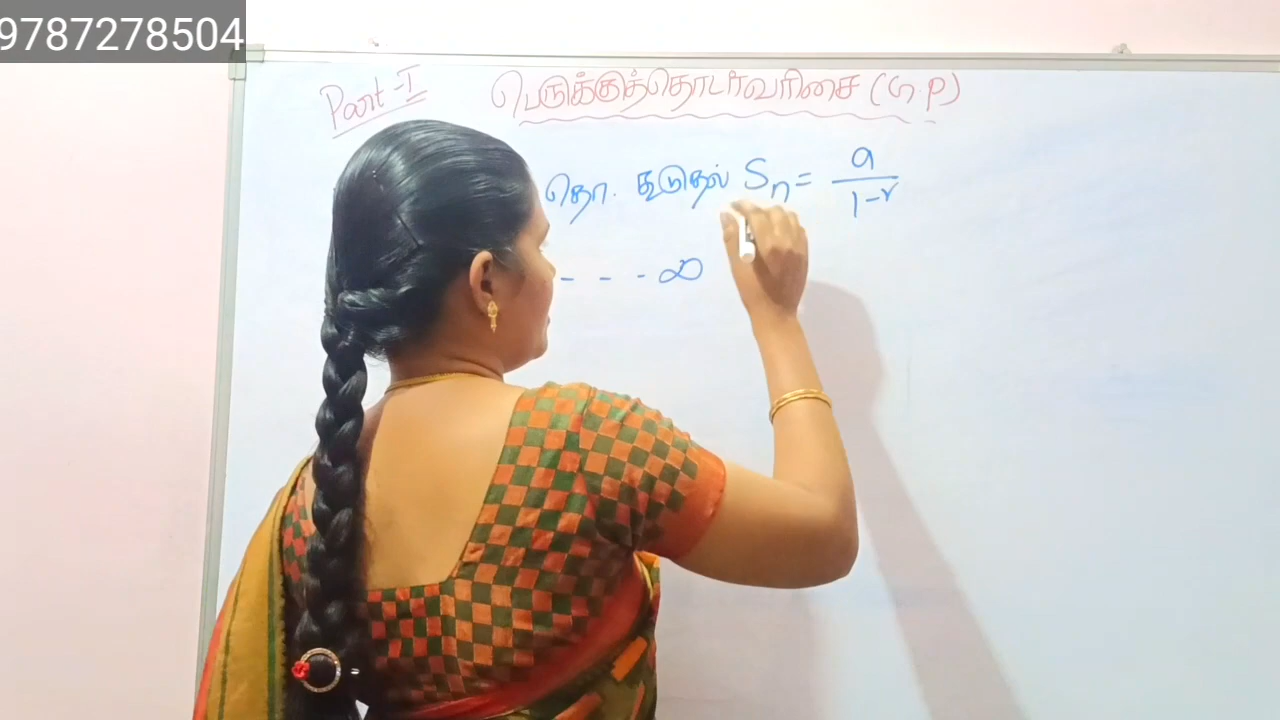 9787278504
Part-I பெருக்குத்தொடர்வரிசை (G.P)
தொ. கூடுதல் Sₙ = a / 1-r
- - - ∞